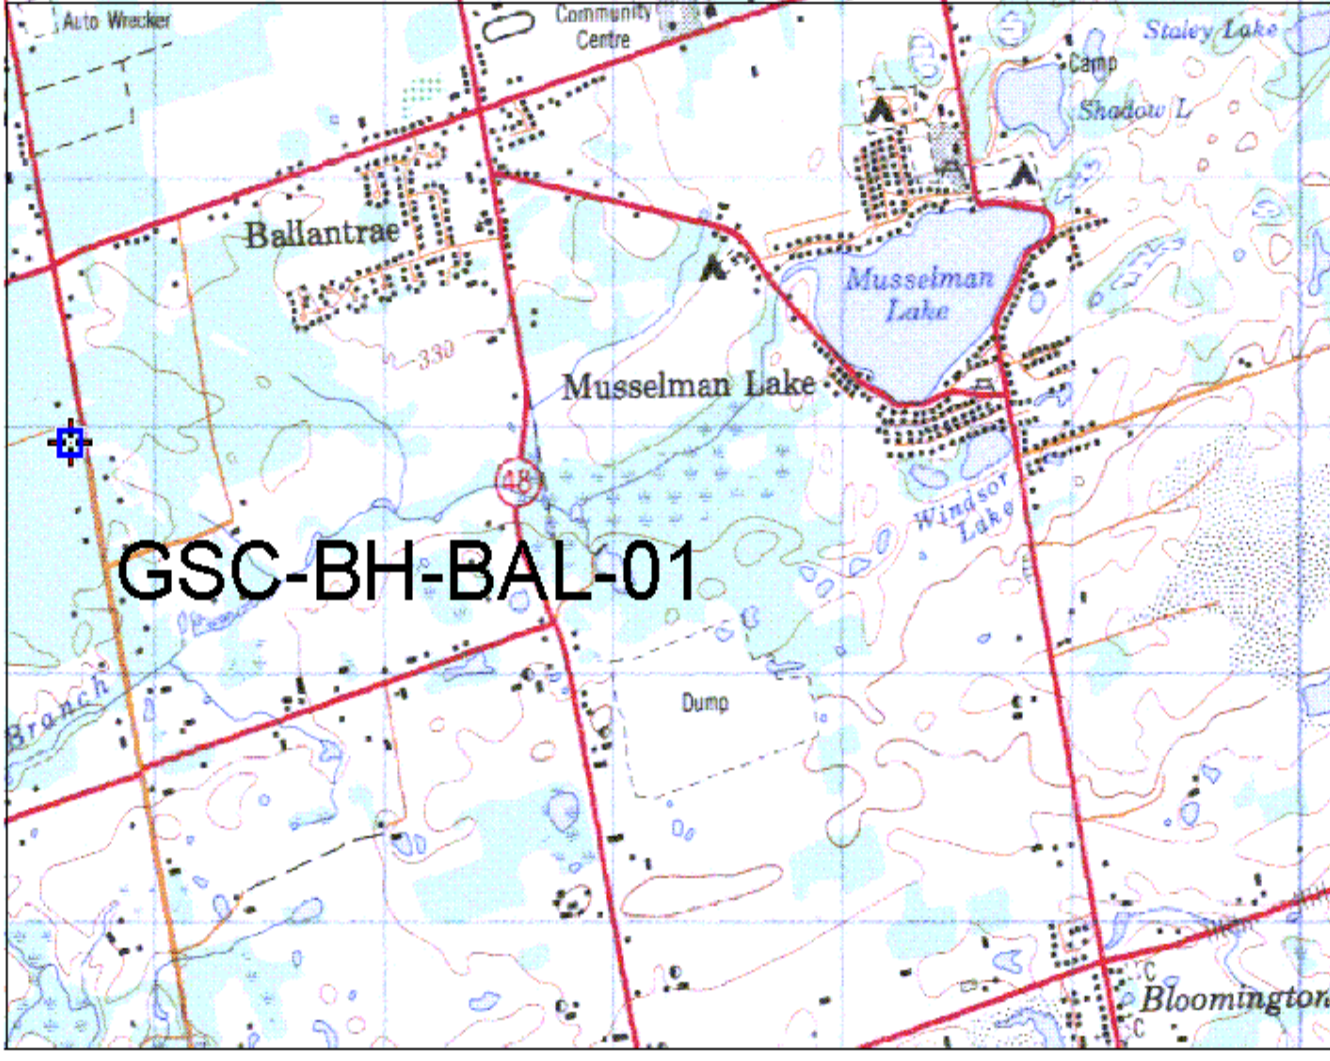 Auto Wrecker
Community
Centre
Staley Lake
Camp
Shadow L
Ballantrae
Musselman
Lake
330
Musselman Lake
48
Windsor
Lake
GSC-BH-BAL-01
Branch
Dump
C
Bloomington
C